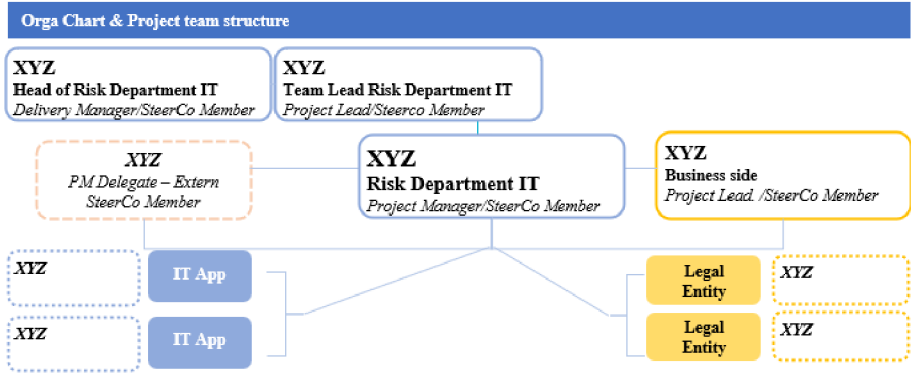 Orga Chart & Project team structure
XYZ
Head of Risk Department IT
Delivery Manager/SteerCo Member
XYZ
Team Lead Risk Department IT
Project Lead/Steerco Member
XYZ
PM Delegate – Extern
SteerCo Member
XYZ
Risk Department IT
Project Manager/SteerCo Member
XYZ
Business side
Project Lead. /SteerCo Member
XYZ
IT App
Legal
Entity
XYZ
XYZ
IT App
Legal
Entity
XYZ